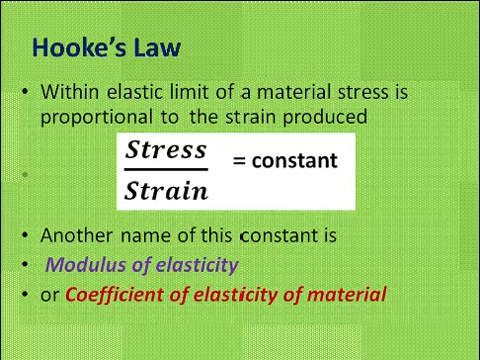 Hooke's Law
• Within elastic limit of a material stress is
proportional to the strain produced
Stress
Strain
= constant
•
• Another name of this constant is
• Modulus of elasticity
• or Coefficient of elasticity of material